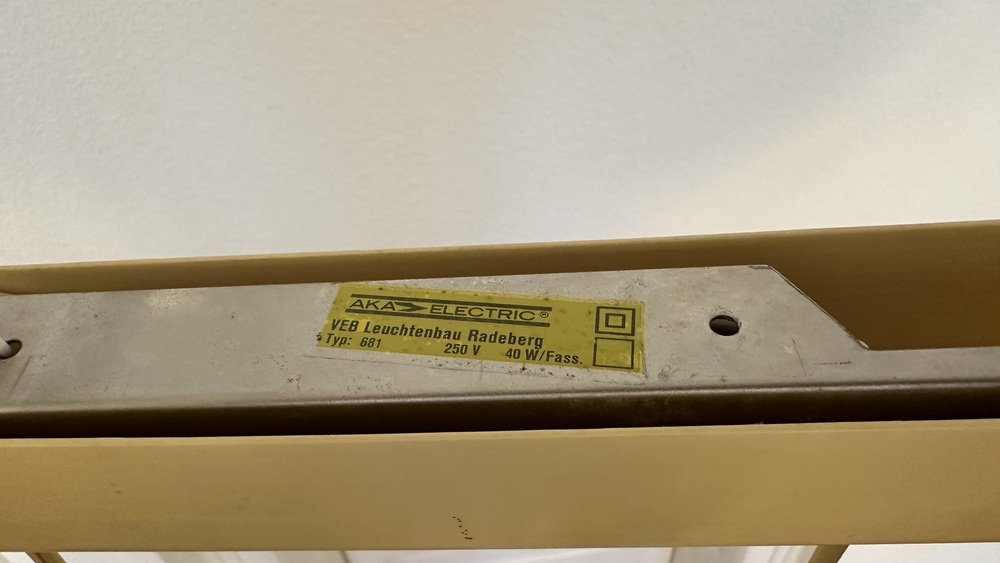 AKA ELECTRIC®
VEB Leuchtenbau Radeberg
Typ: 681 250 V 40 W/Fass.